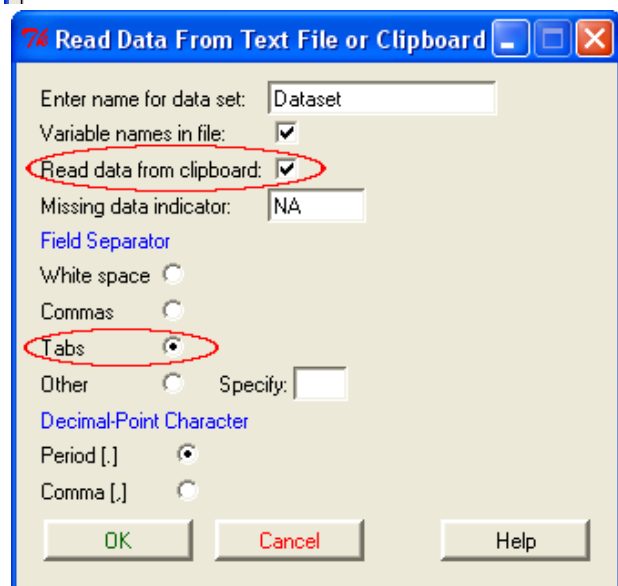 7% Read Data From Text File or Clipboard
Enter name for data set: Dataset
Variable names in file:
Read data from clipboard:
Missing data indicator: NA
Field Separator
White space
Commas
Tabs
Other Specify:
Decimal-Point Character
Period [.]
Comma [,]
OK Cancel Help